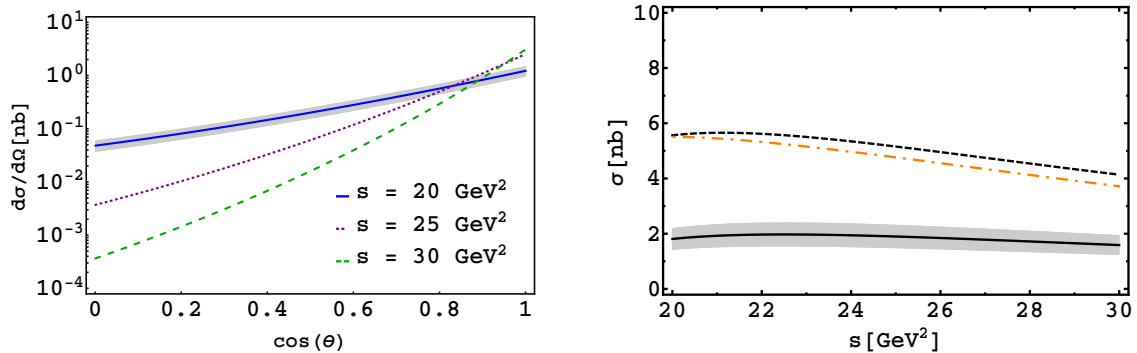 dσ/dΩ[nb]
10¹
10⁰
10⁻¹
10⁻²
10⁻³
10⁻⁴
s = 20 GeV²
s = 25 GeV²
s = 30 GeV²
0 0.2 0.4 0.6 0.8 1
cos(θ)
σ[nb]
10
8
6
4
2
0
20 22 24 26 28 30
s[GeV²]